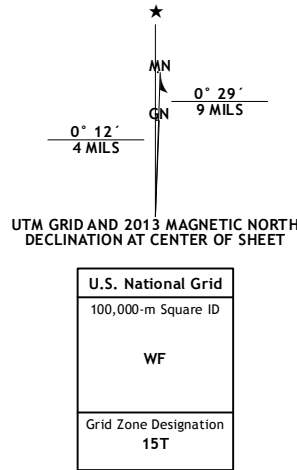 ★
MN
GN
0° 29´
9 MILS
0° 12´
4 MILS
UTM GRID AND 2013 MAGNETIC NORTH
DECLINATION AT CENTER OF SHEET
U.S. National Grid
100,000-m Square ID
WF
Grid Zone Designation
15T